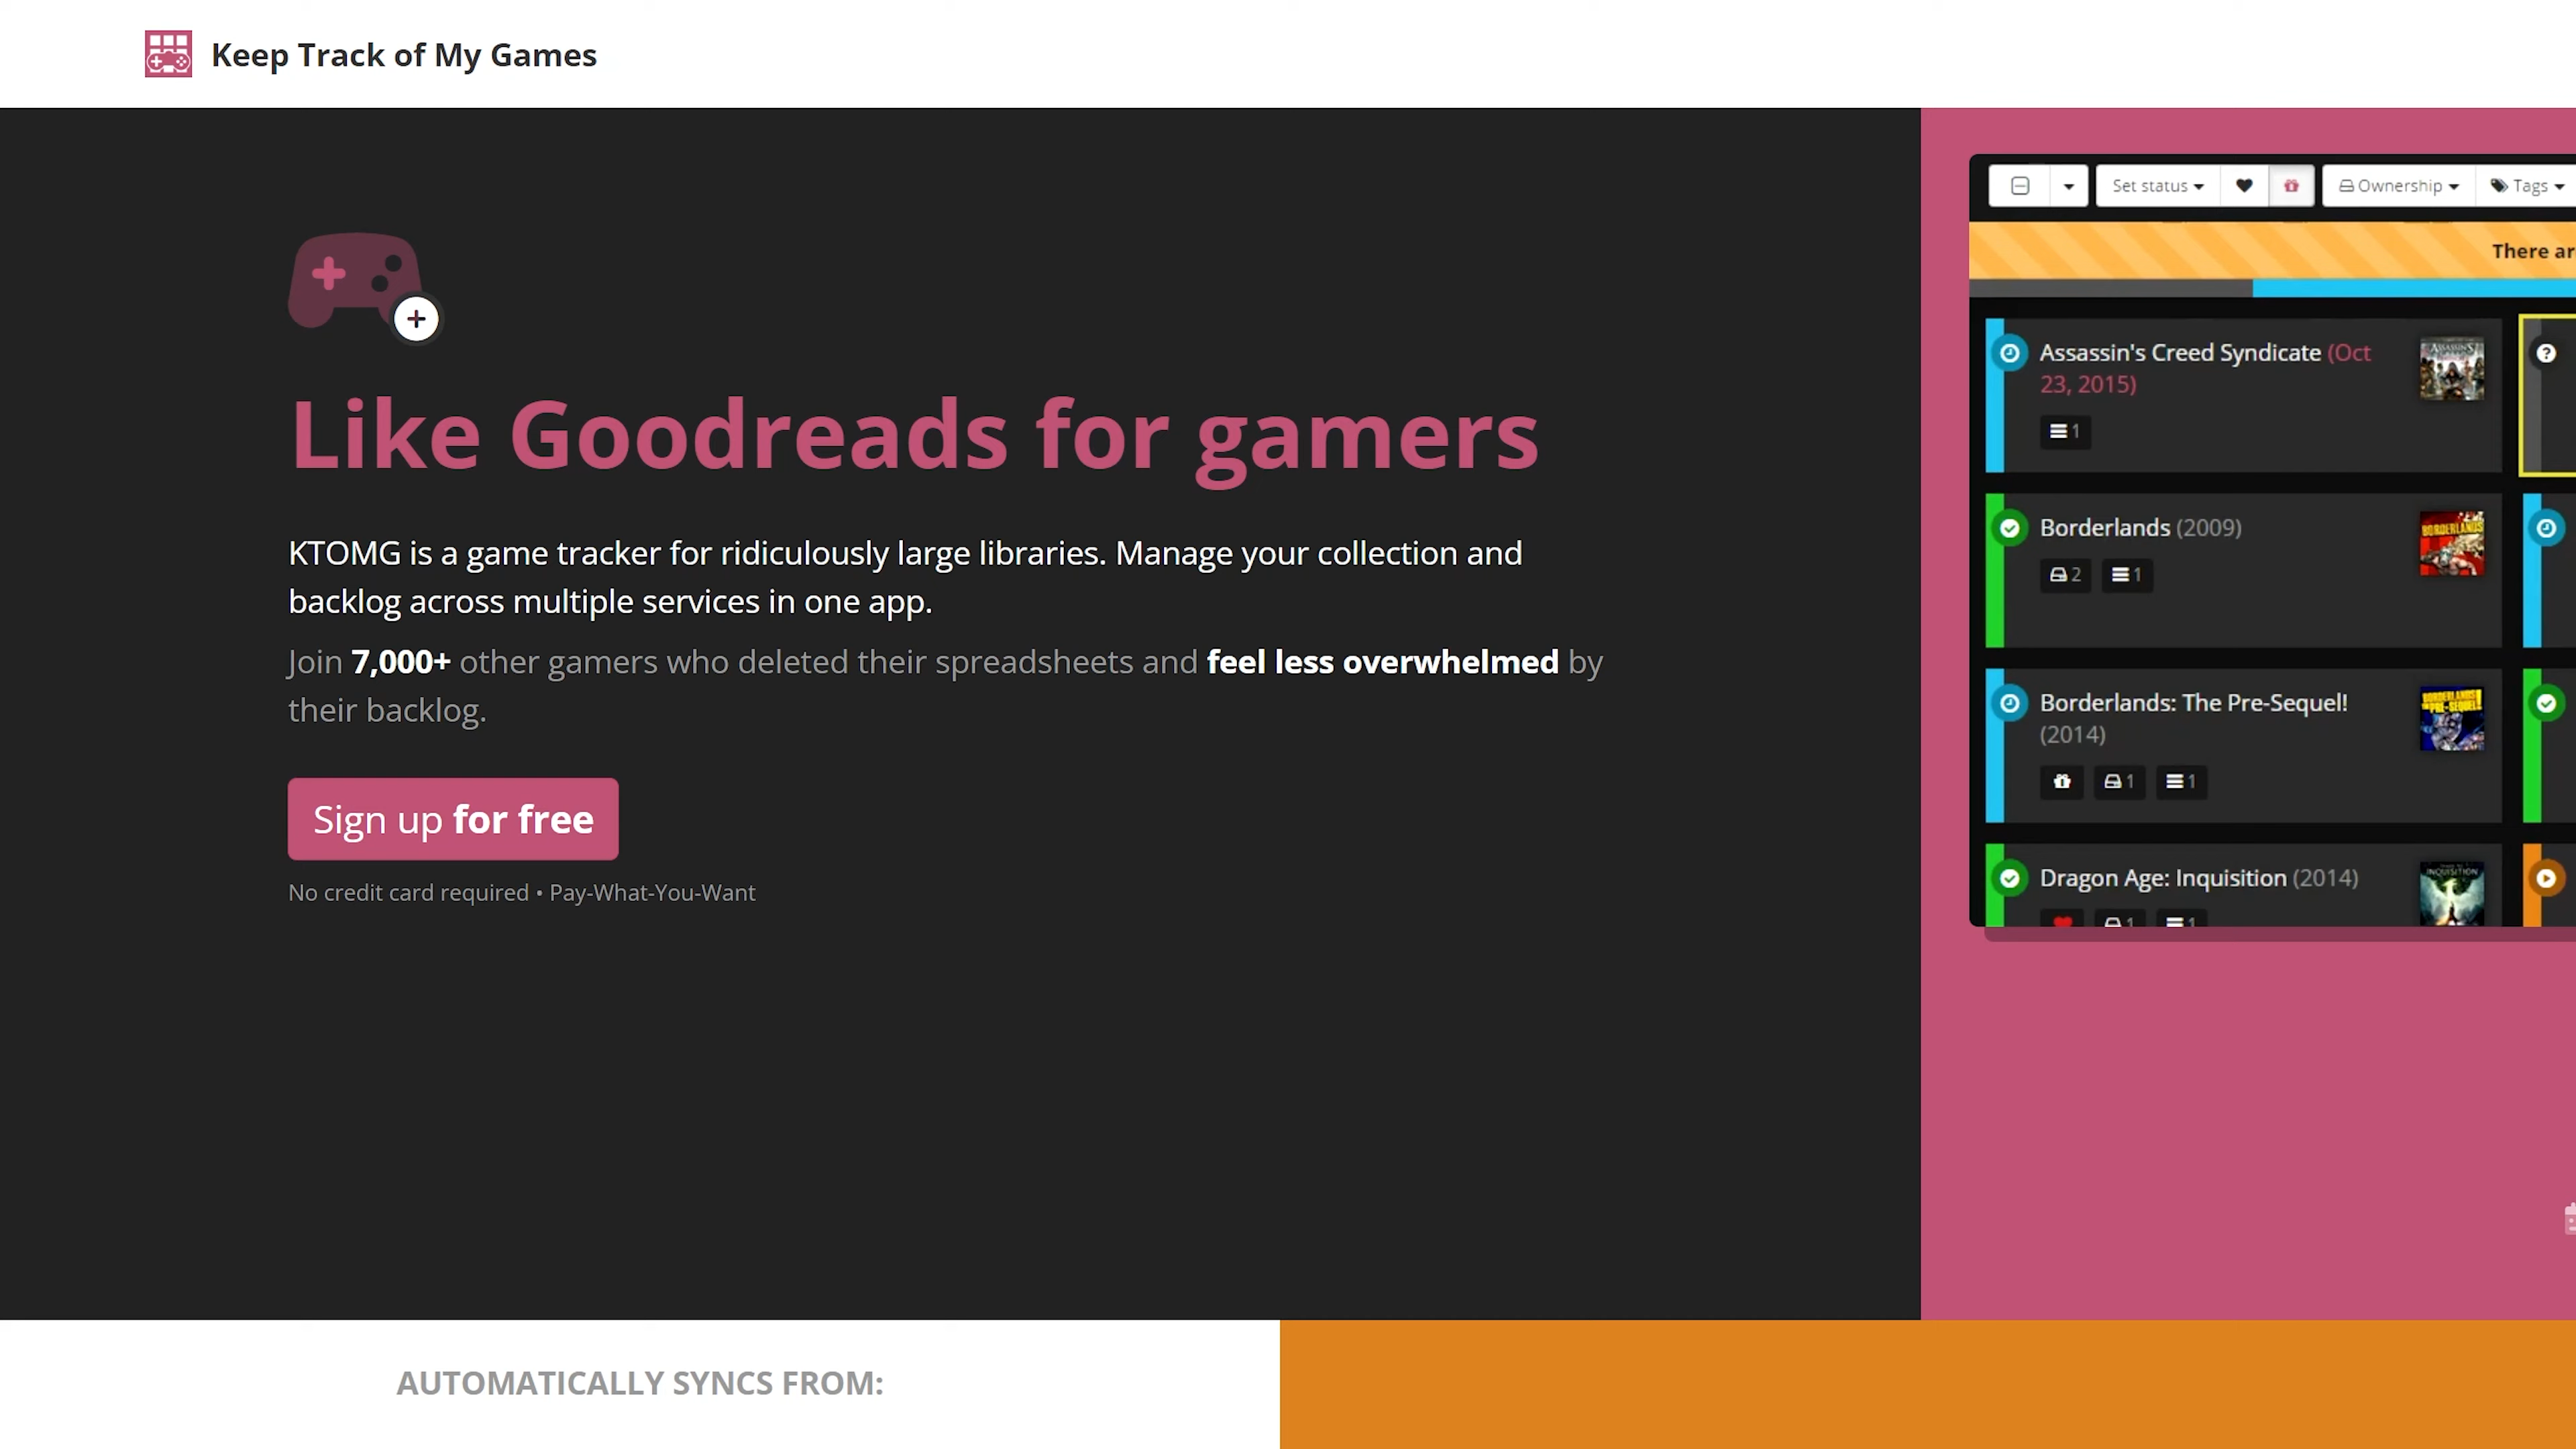 Keep Track of My Games
Like Goodreads for gamers
KTOMG is a game tracker for ridiculously large libraries. Manage your collection and
backlog across multiple services in one app.
Join 7,000+ other gamers who deleted their spreadsheets and feel less overwhelmed by
their backlog.
Sign up for free
No credit card required • Pay-What-You-Want
Set status
Ownership
Tags
There ar
Assassin's Creed Syndicate (Oct
23, 2015)
1
Borderlands (2009)
BORDERLANDS
2 1
Borderlands: The Pre-Sequel!
(2014)
1 1
Dragon Age: Inquisition (2014)
INQUISITION
1 1
AUTOMATICALLY SYNCS FROM: